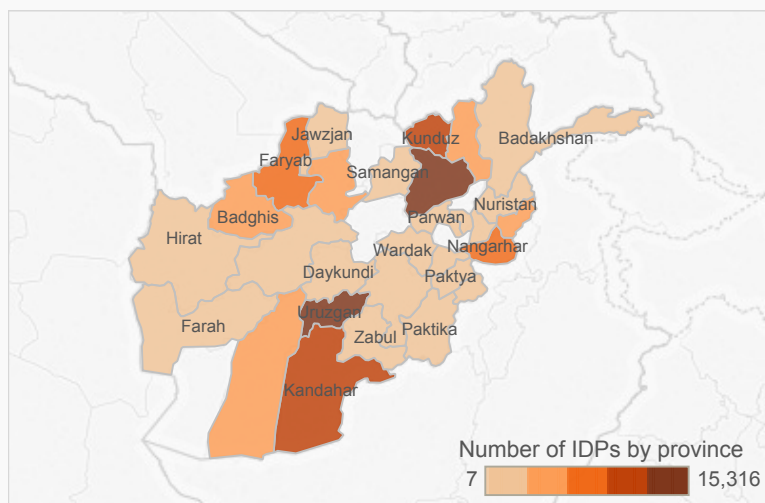 Jawzjan
Kunduz
Badakhshan
Faryab
Samangan
Nuristan
Badghis
Parwan
Hirat
Wardak
Nangarhar
Daykundi
Paktya
Uruzgan
Farah
Zabul
Paktika
Kandahar
Number of IDPs by province
7
15,316